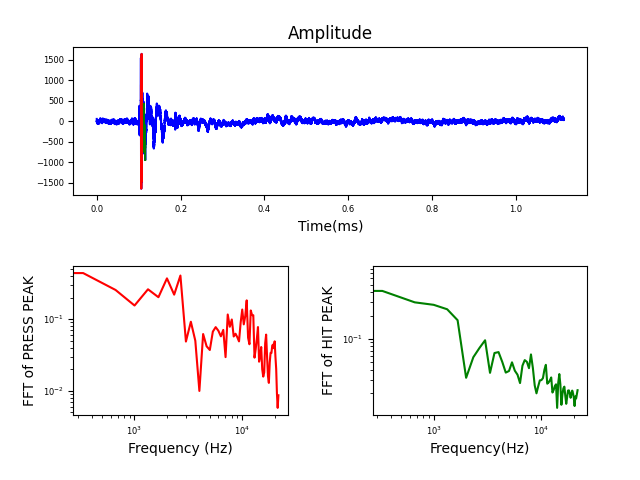 Amplitude
1500
1000
500
0
−500
−1000
−1500
0.0 0.2 0.4 0.6 0.8 1.0
Time(ms)
FFT of PRESS PEAK
10⁻¹
10⁻²
10³ 10⁴
Frequency (Hz)
FFT of HIT PEAK
10⁻¹
10³ 10⁴
Frequency(Hz)